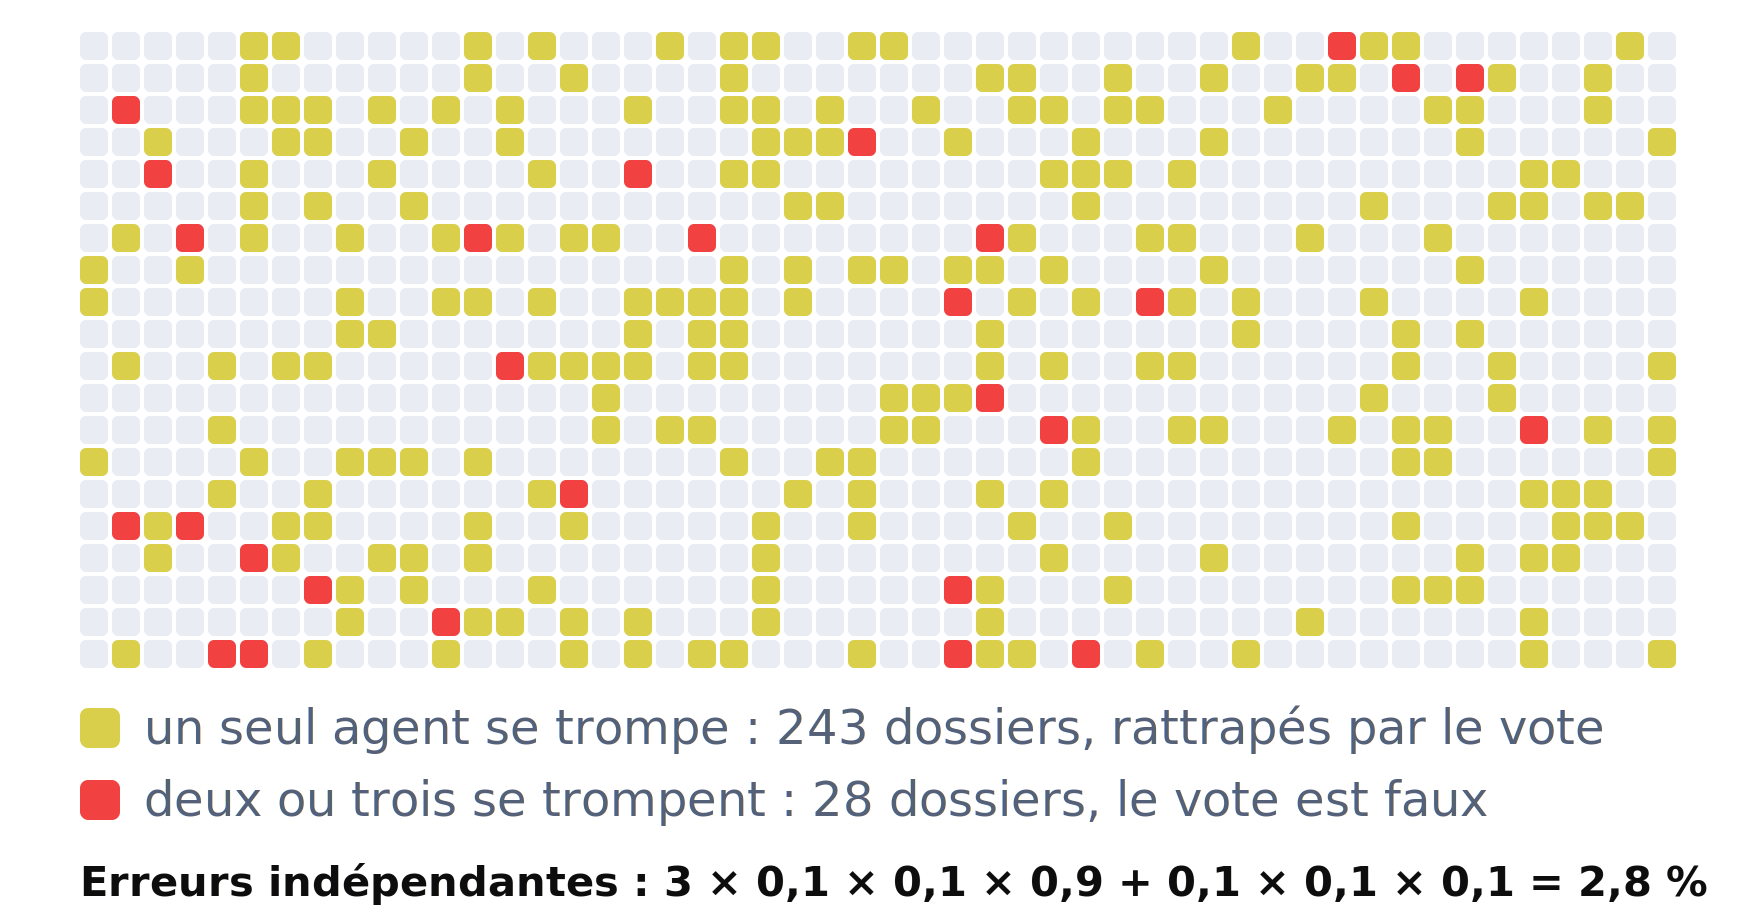 un seul agent se trompe : 243 dossiers, rattrapés par le vote
deux ou trois se trompent : 28 dossiers, le vote est faux
Erreurs indépendantes : 3 × 0,1 × 0,1 × 0,9 + 0,1 × 0,1 × 0,1 = 2,8 %